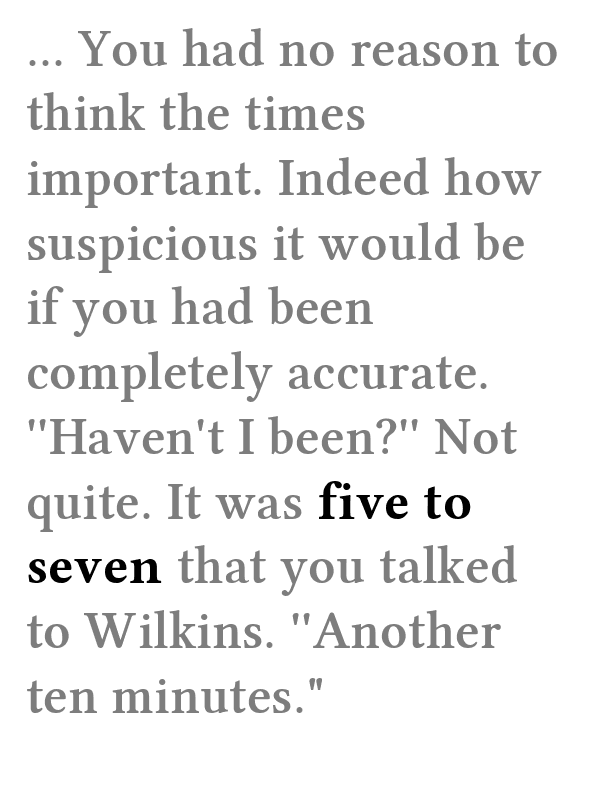 ... You had no reason to
think the times
important. Indeed how
suspicious it would be
if you had been
completely accurate.
''Haven't I been?'' Not
quite. It was five to
seven that you talked
to Wilkins. ''Another
ten minutes."